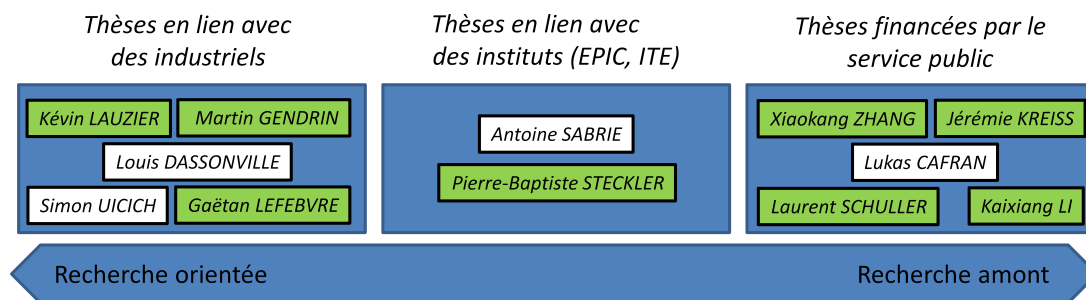 Thèses en lien avec
des industriels
Thèses en lien avec
des instituts (EPIC, ITE)
Thèses financées par le
service public
Kévin LAUZIER
Martin GENDRIN
Louis DASSONVILLE
Simon UICICH
Gaëtan LEFEBVRE
Antoine SABRIE
Pierre-Baptiste STECKLER
Xiaokang ZHANG
Jérémie KREISS
Lukas CAFRAN
Laurent SCHULLER
Kaixiang LI
Recherche orientée
Recherche amont